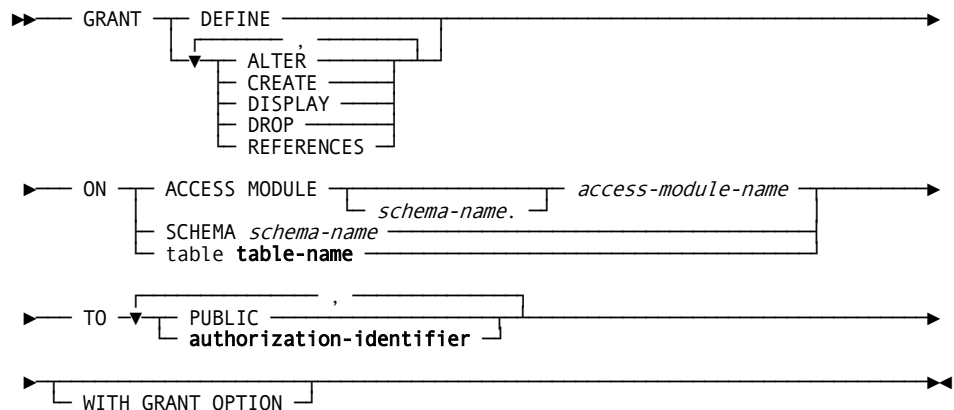 GRANT DEFINE
,
ALTER
CREATE
DISPLAY
DROP
REFERENCES
ON ACCESS MODULE access-module-name
schema-name.
SCHEMA schema-name
table table-name
,
TO PUBLIC
authorization-identifier
WITH GRANT OPTION